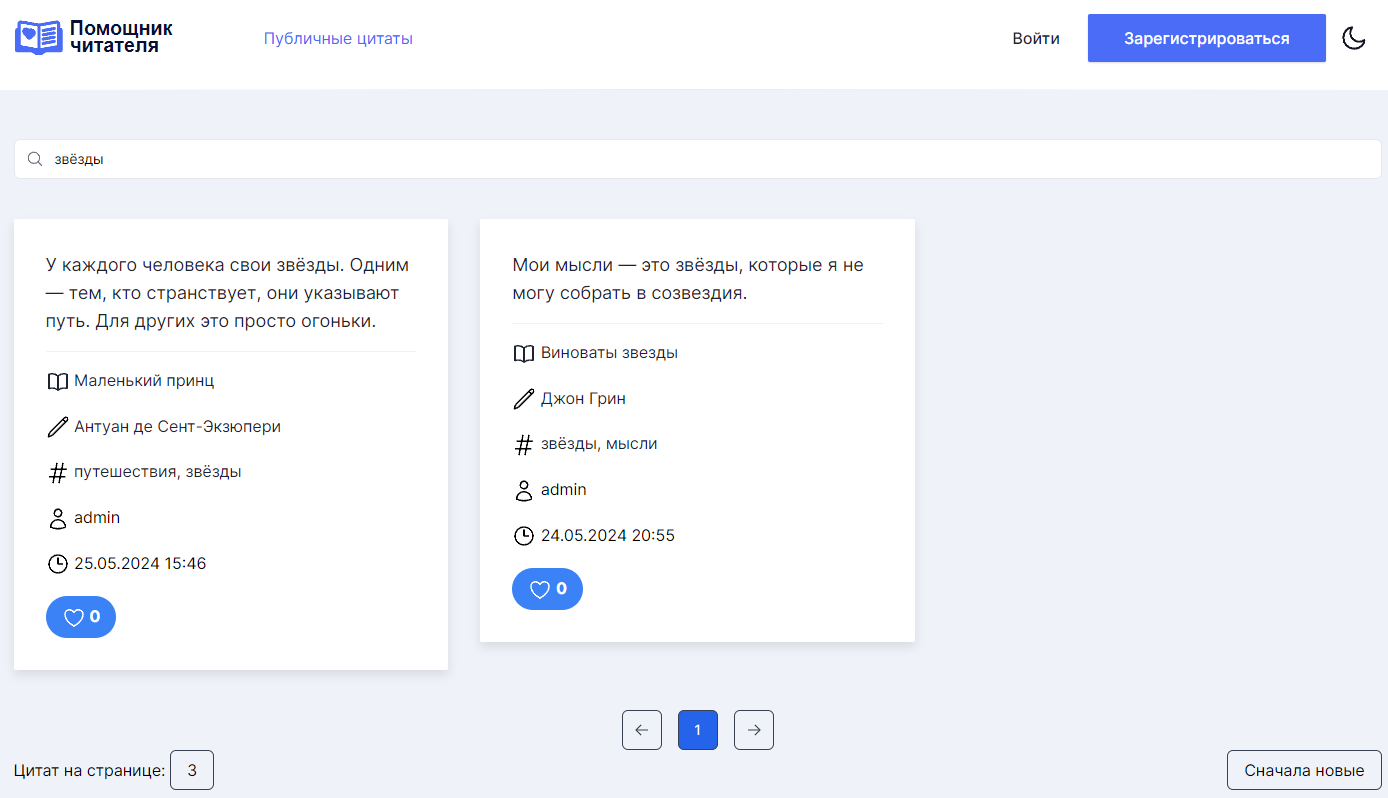 Помощник
читателя
Публичные цитаты
Войти
Зарегистрироваться
звёзды
У каждого человека свои звёзды. Одним
— тем, кто странствует, они указывают
путь. Для других это просто огоньки.
Маленький принц
Антуан де Сент-Экзюпери
путешествия, звёзды
admin
25.05.2024 15:46
0
Мои мысли — это звёзды, которые я не
могу собрать в созвездия.
Виноваты звезды
Джон Грин
звёзды, мысли
admin
24.05.2024 20:55
0
1
Цитат на странице: 3
Сначала новые